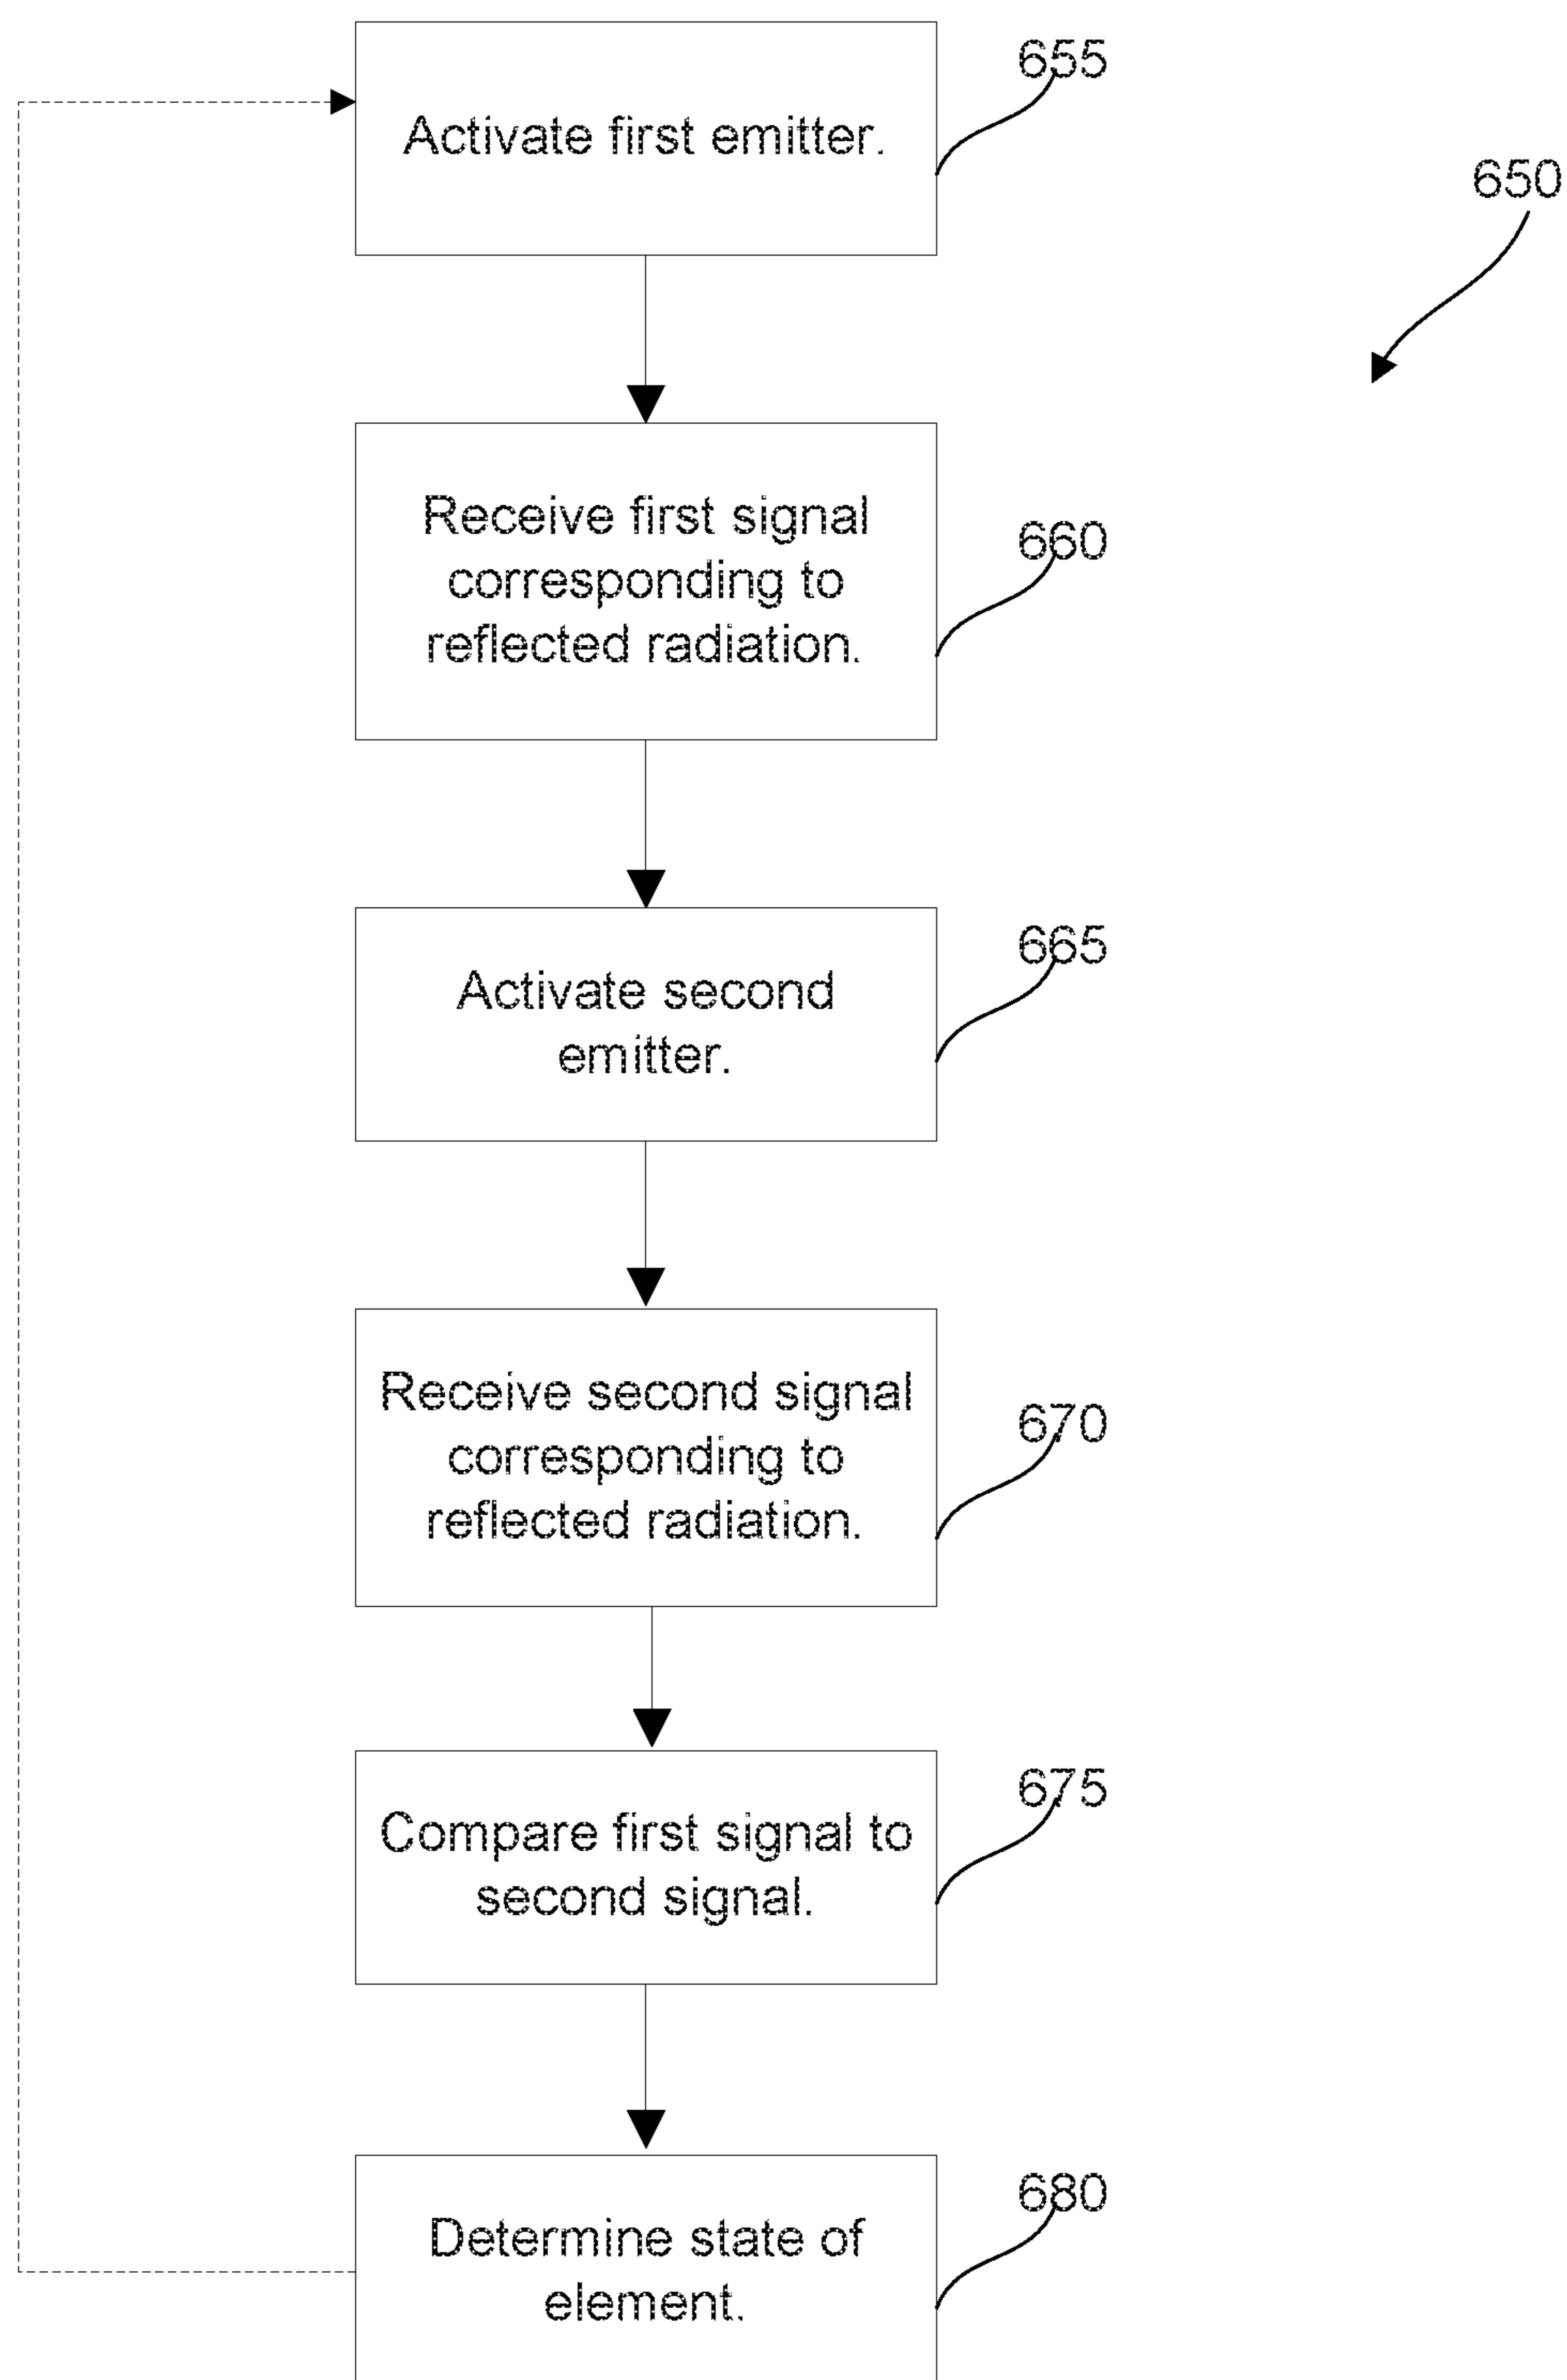 655
Activate first emitter.
650
Receive first signal
corresponding to
reflected radiation.
660
665
Activate second
emitter.
Receive second signal
corresponding to
reflected radiation.
670
675
Compare first signal to
second signal.
680
Determine state of
element.